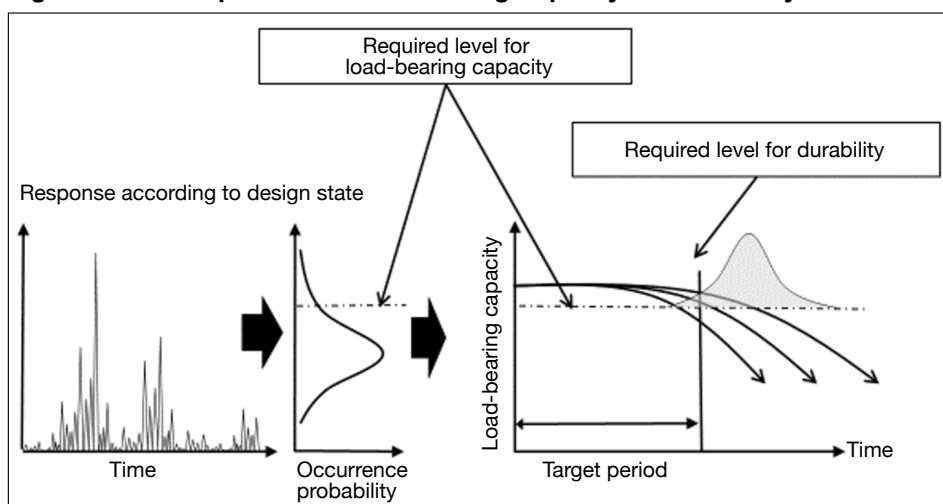 Required level for
load-bearing capacity
Required level for durability
Response according to design state
Load-bearing capacity
Time
Time
Occurrence
probability
Target period